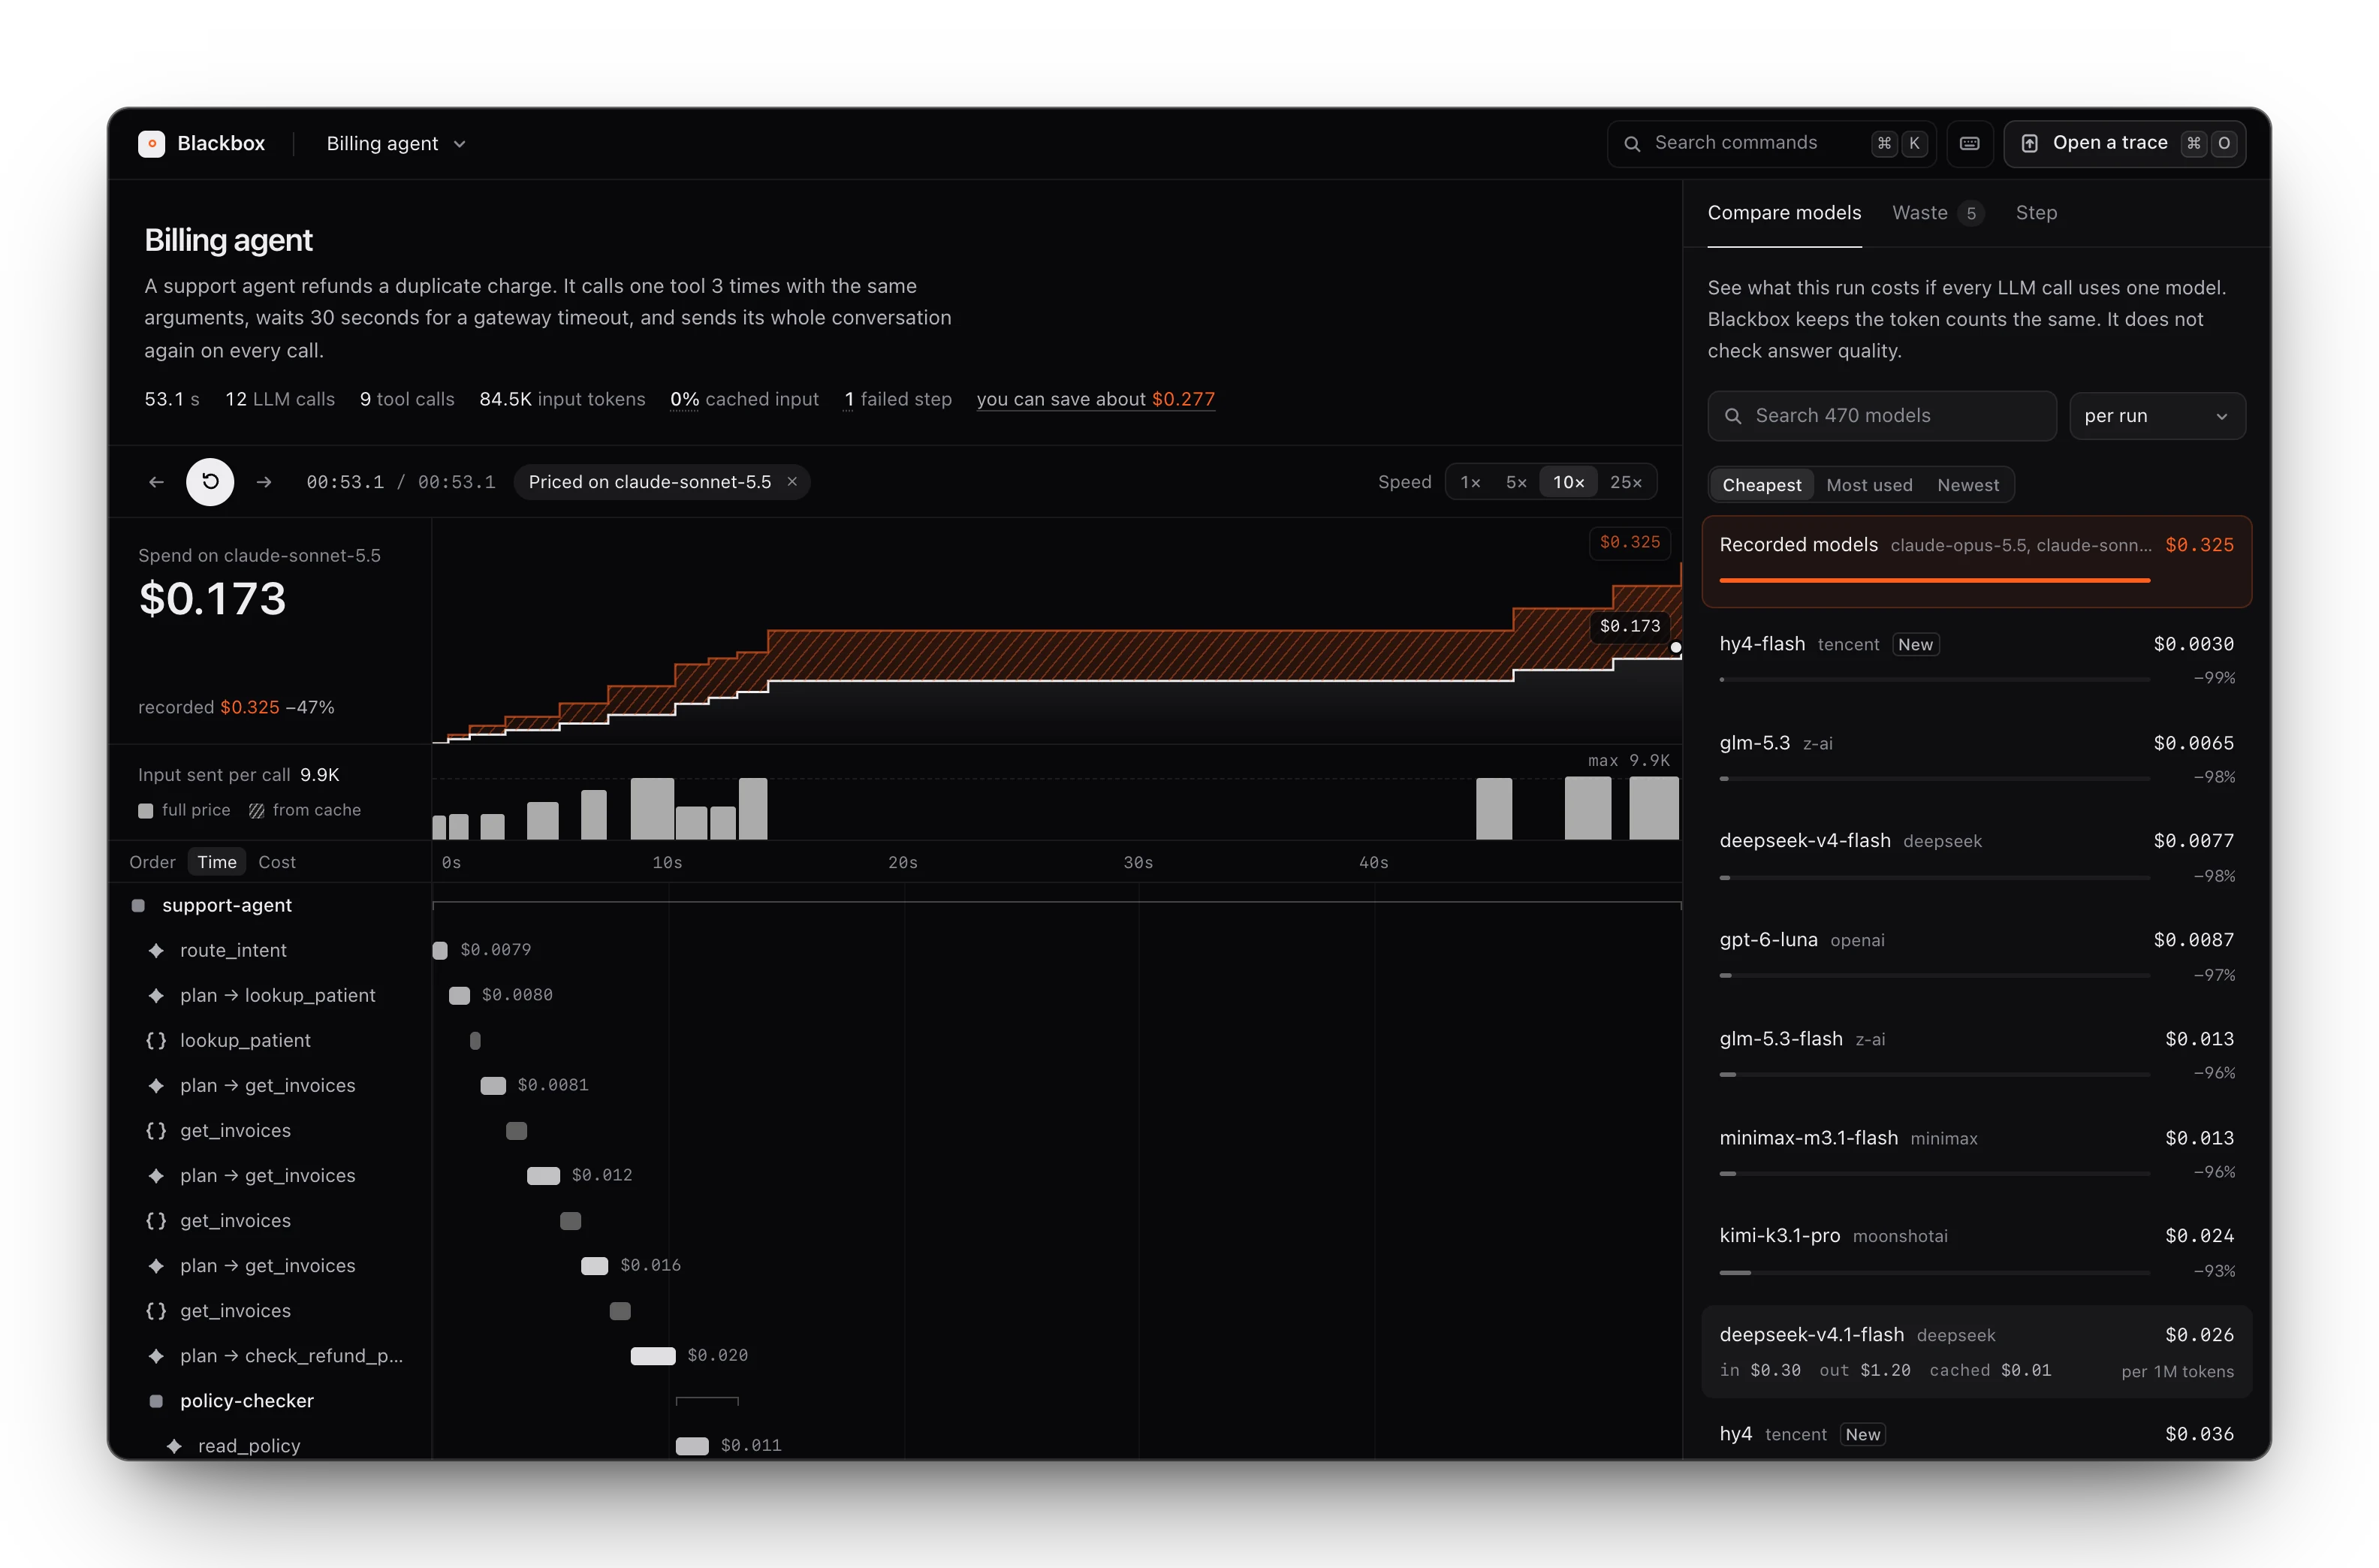 Blackbox
Billing agent
Search commands ⌘ K
Open a trace ⌘ O
Billing agent
A support agent refunds a duplicate charge. It calls one tool 3 times with the same
arguments, waits 30 seconds for a gateway timeout, and sends its whole conversation
again on every call.
53.1 s 12 LLM calls 9 tool calls 84.5K input tokens 0% cached input 1 failed step you can save about $0.277
00:53.1 / 00:53.1 Priced on claude-sonnet-5.5 ×
Speed 1× 5× 10× 25×
Spend on claude-sonnet-5.5
$0.173
recorded $0.325 −47%
$0.325
$0.173
Input sent per call 9.9K
full price from cache
max 9.9K
Order Time Cost
0s 10s 20s 30s 40s
support-agent
route_intent $0.0079
plan → lookup_patient $0.0080
{} lookup_patient
plan → get_invoices $0.0081
{} get_invoices
plan → get_invoices $0.012
{} get_invoices
plan → get_invoices $0.016
{} get_invoices
plan → check_refund_p... $0.020
policy-checker
read_policy $0.011
Compare models Waste 5 Step
See what this run costs if every LLM call uses one model.
Blackbox keeps the token counts the same. It does not
check answer quality.
Search 470 models
per run
Cheapest Most used Newest
Recorded models claude-opus-5.5, claude-sonn... $0.325
hy4-flash tencent New $0.0030
−99%
glm-5.3 z-ai $0.0065
−98%
deepseek-v4-flash deepseek $0.0077
−98%
gpt-6-luna openai $0.0087
−97%
glm-5.3-flash z-ai $0.013
−96%
minimax-m3.1-flash minimax $0.013
−96%
kimi-k3.1-pro moonshotai $0.024
−93%
deepseek-v4.1-flash deepseek $0.026
in $0.30 out $1.20 cached $0.01 per 1M tokens
hy4 tencent New $0.036